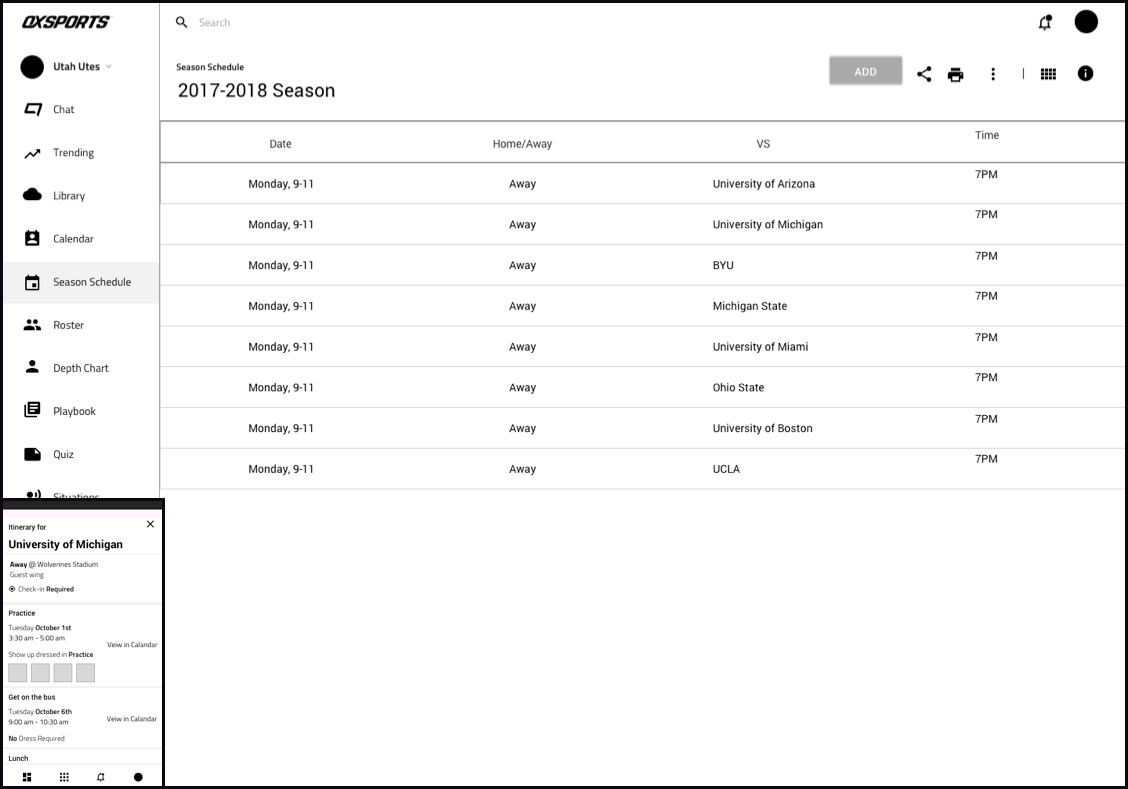 OXSPORTS
Search
Utah Utes
Chat
Trending
Library
Calendar
Season Schedule
Roster
Depth Chart
Playbook
Quiz
Situations
Season Schedule
2017-2018 Season
ADD
Date Home/Away VS Time
Monday, 9-11 Away University of Arizona 7PM
Monday, 9-11 Away University of Michigan 7PM
Monday, 9-11 Away BYU 7PM
Monday, 9-11 Away Michigan State 7PM
Monday, 9-11 Away University of Miami 7PM
Monday, 9-11 Away Ohio State 7PM
Monday, 9-11 Away University of Boston 7PM
Monday, 9-11 Away UCLA 7PM
Itinerary for
University of Michigan
Away @ Wolverines Stadium
Guest wing
Check-in Required
Practice
Tuesday October 1st
3:30 am - 5:00 am
Veiw in Calandar
Show up dressed in Practice
Get on the bus
Tuesday October 6th
9:00 am - 10:30 am
Veiw in Calandar
No Dress Required
Lunch